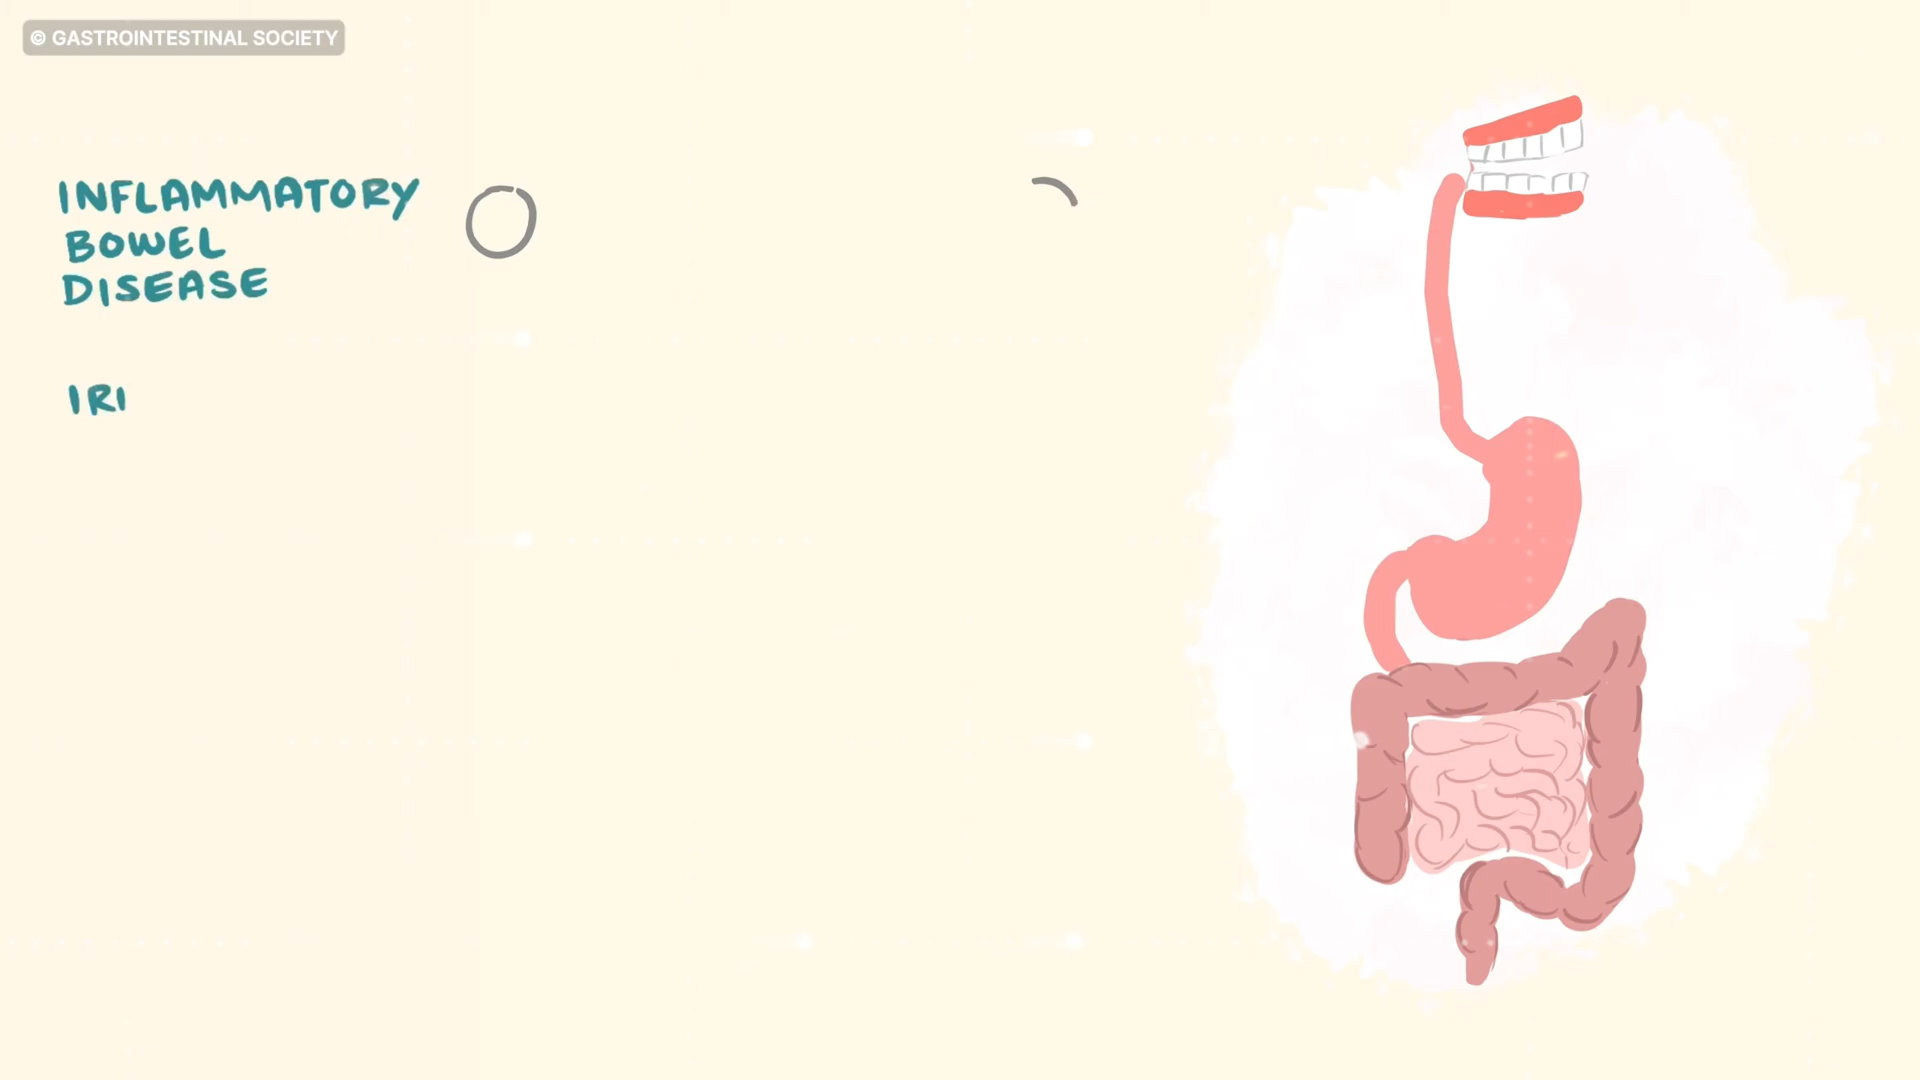 © GASTROINTESTINAL SOCIETY
INFLAMMATORY
BOWEL
DISEASE
IRI